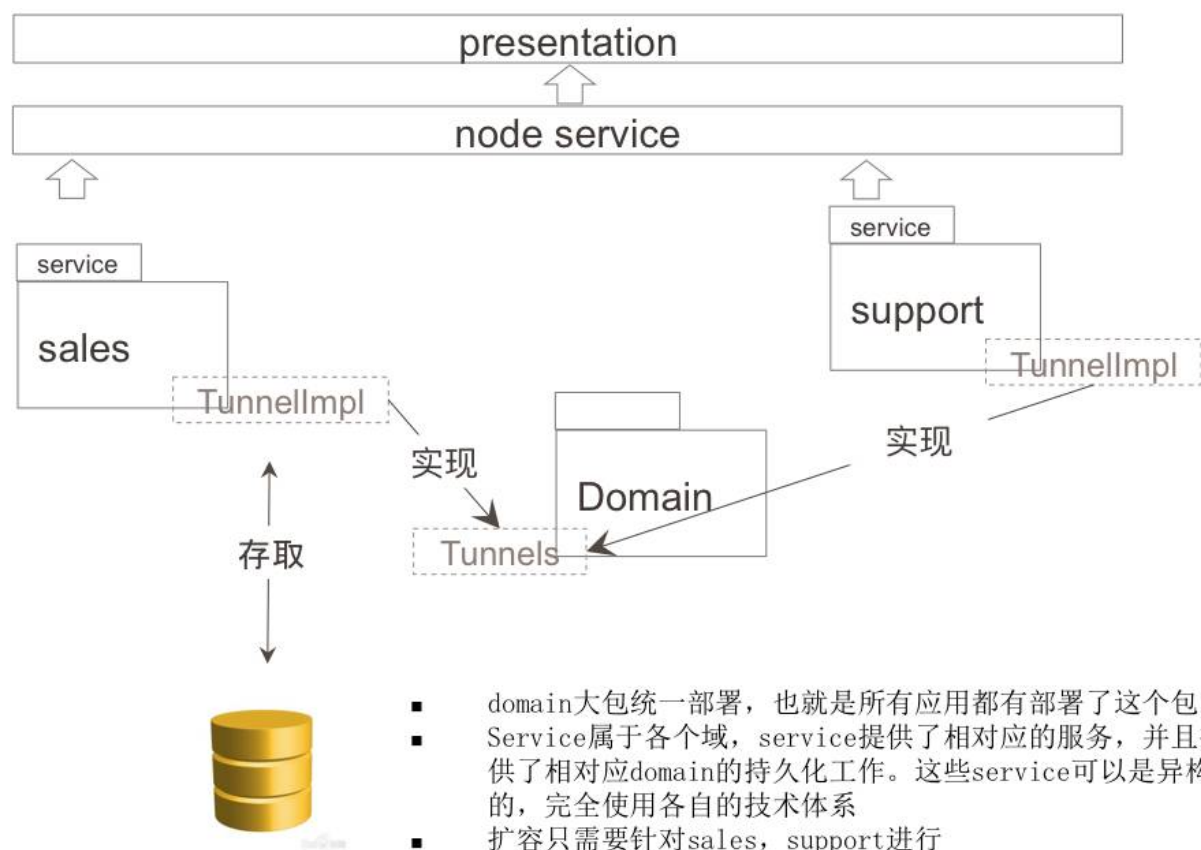 presentation
node service
service
sales
TunnelImpl
service
support
TunnelImpl
实现
实现
Domain
Tunnels
存取
■ domain大包统一部署，也就是所有应用都有部署了这个包
■ Service属于各个域，service提供了相对应的服务，并且
供了相对应domain的持久化工作。这些service可以是异构
的，完全使用各自的技术体系
■ 扩容只需要针对sales，support进行